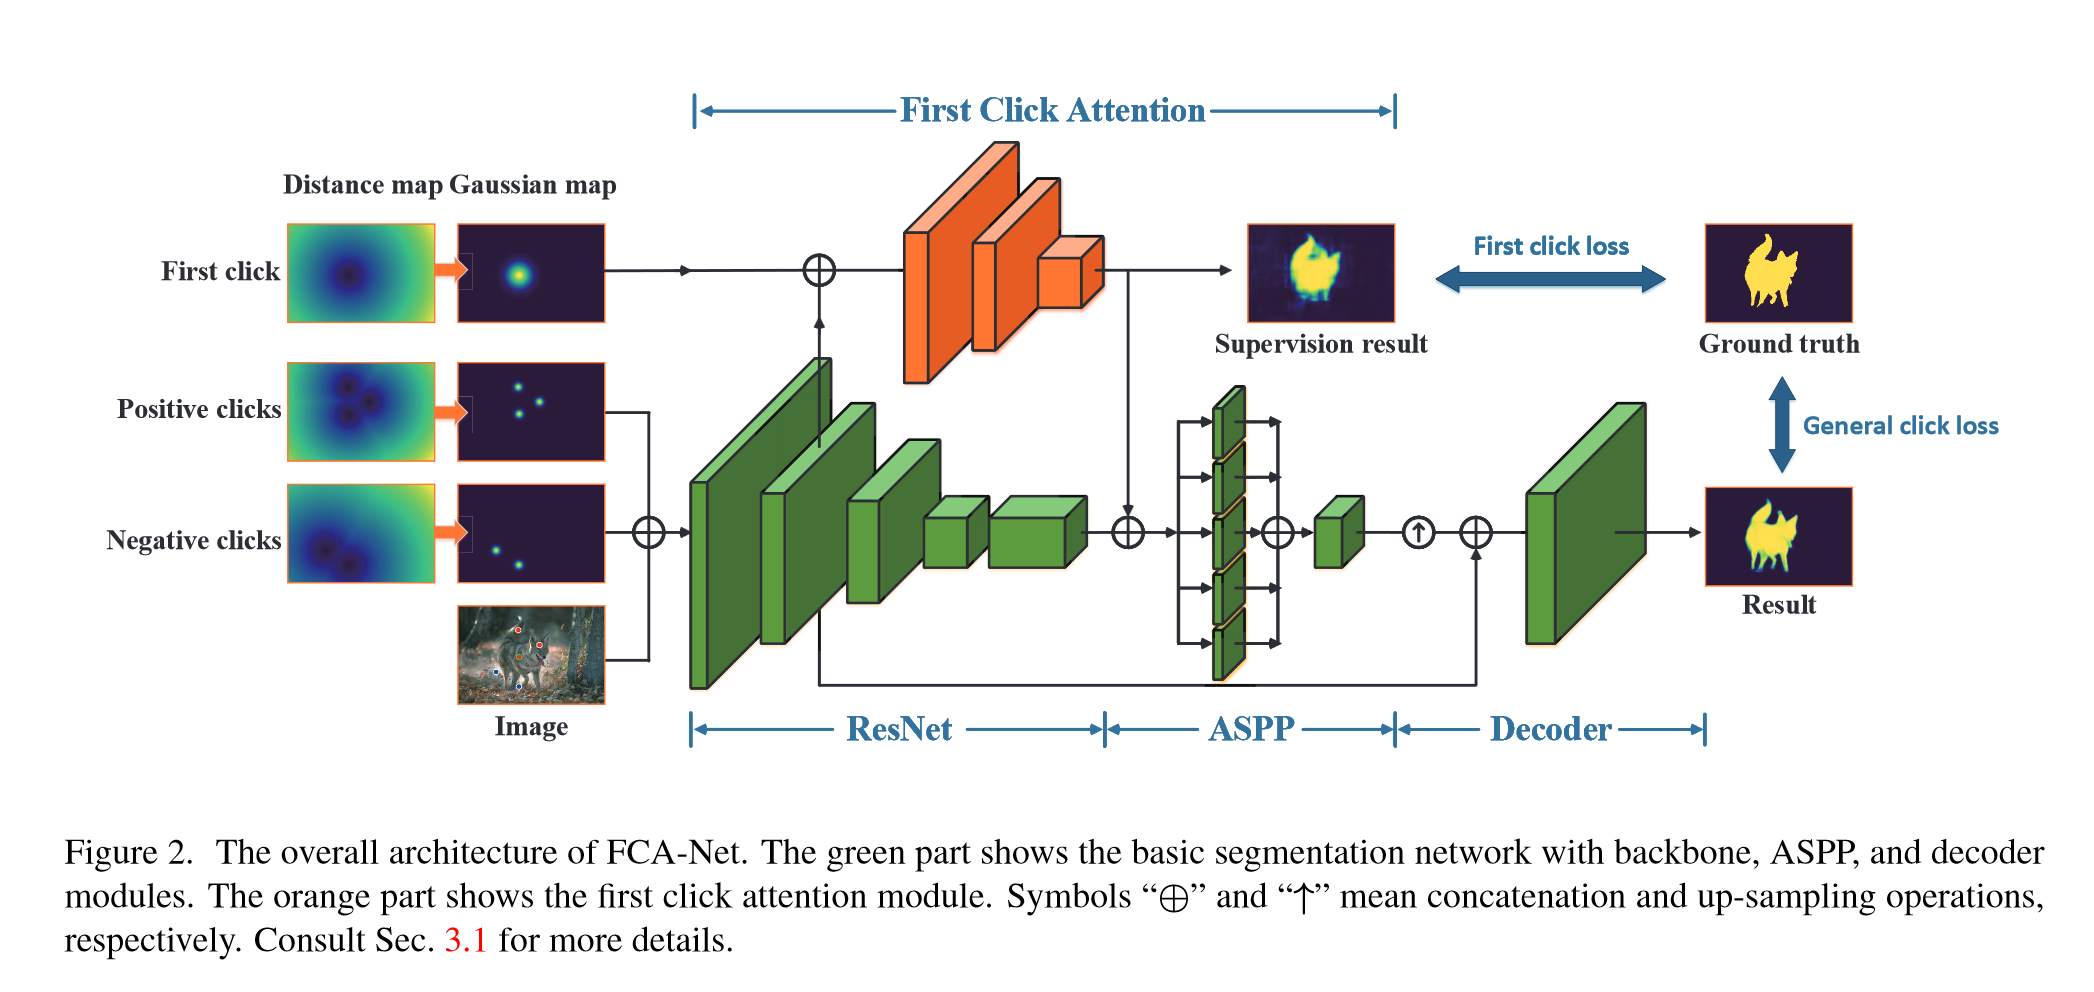 First Click Attention
Distance map Gaussian map
First click
First click loss
Supervision result
Ground truth
Positive clicks
General click loss
Negative clicks
Result
Image
ResNet
ASPP
Decoder
Figure 2. The overall architecture of FCA-Net. The green part shows the basic segmentation network with backbone, ASPP, and decoder
modules. The orange part shows the first click attention module. Symbols “⊕” and “↑” mean concatenation and up-sampling operations,
respectively. Consult Sec. 3.1 for more details.